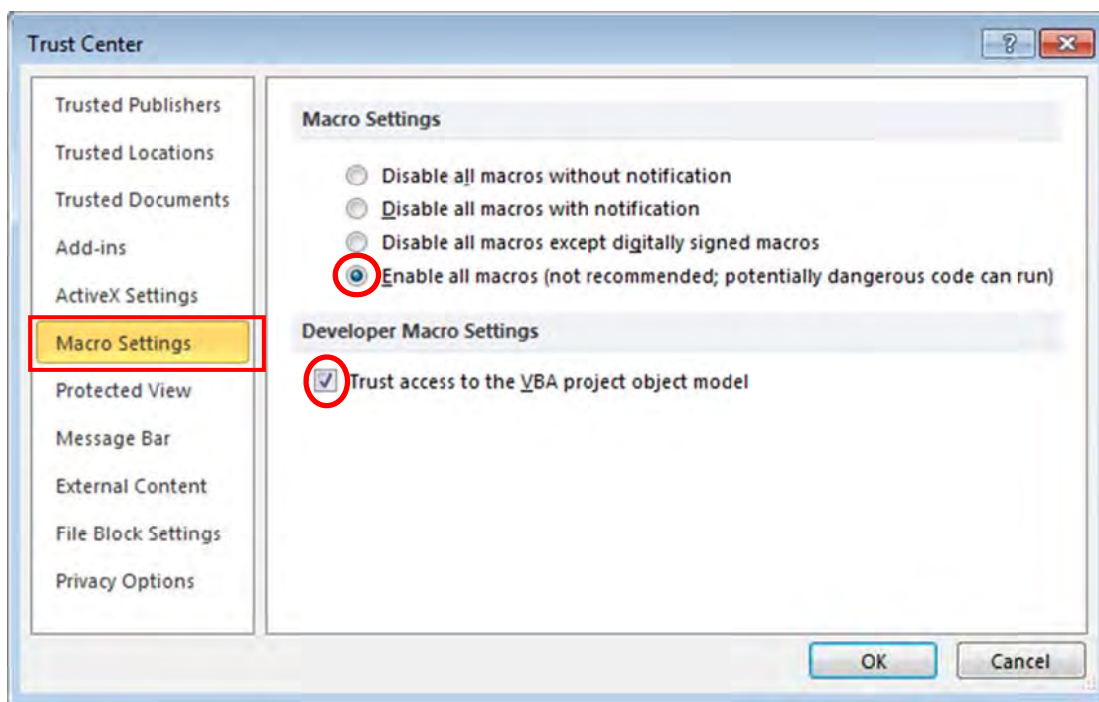 Trust Center
Trusted Publishers
Trusted Locations
Trusted Documents
Add-ins
ActiveX Settings
Macro Settings
Protected View
Message Bar
External Content
File Block Settings
Privacy Options
Macro Settings
Disable all macros without notification
Disable all macros with notification
Disable all macros except digitally signed macros
Enable all macros (not recommended; potentially dangerous code can run)
Developer Macro Settings
Trust access to the VBA project object model
OK
Cancel